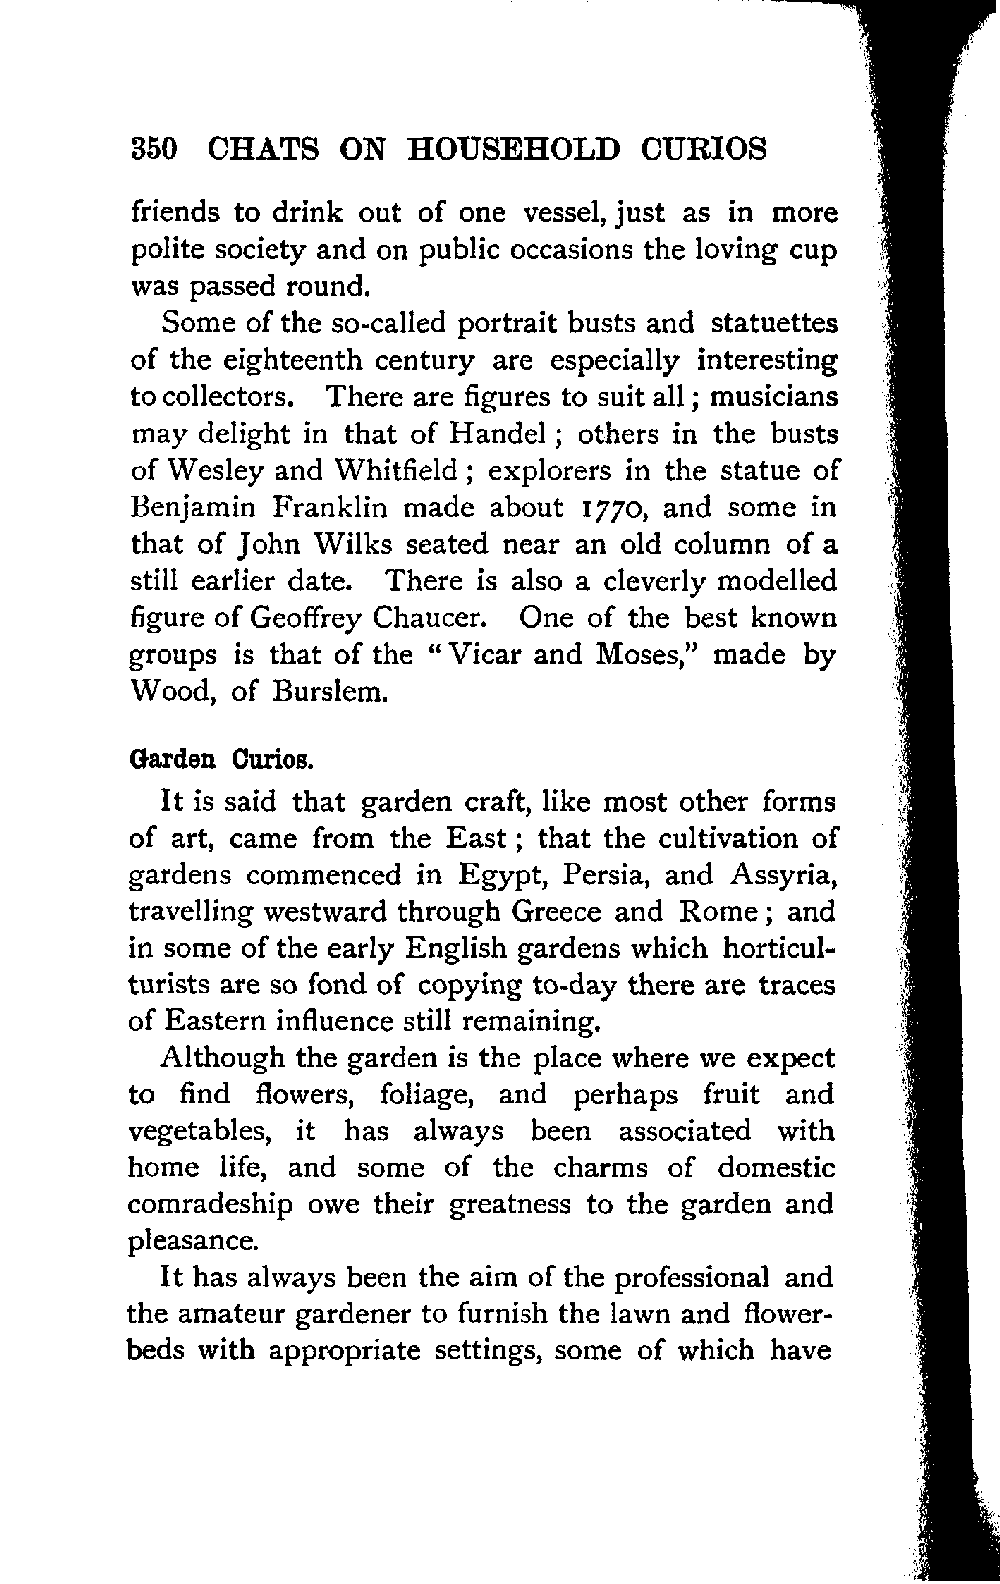 350 CHATS ON HOUSEHOLD CURIOS
friends to drink out of one vessel, just as in more
polite society and on public occasions the loving cup
was passed round.
Some of the so-called portrait busts and statuettes
of the eighteenth century are especially interesting
to collectors. There are figures to suit all ; musicians
may delight in that of Handel ; others in the busts
of Wesley and Whitfield ; explorers in the statue of
Benjamin Franklin made about 1770, and some in
that of John Wilks seated near an old column of a
still earlier date. There is also a cleverly modelled
figure of Geoffrey Chaucer. One of the best known
groups is that of the “Vicar and Moses,” made by
Wood, of Burslem.
Garden Curios.
It is said that garden craft, like most other forms
of art, came from the East ; that the cultivation of
gardens commenced in Egypt, Persia, and Assyria,
travelling westward through Greece and Rome ; and
in some of the early English gardens which horticul-
turists are so fond of copying to-day there are traces
of Eastern influence still remaining.
Although the garden is the place where we expect
to find flowers, foliage, and perhaps fruit and
vegetables, it has always been associated with
home life, and some of the charms of domestic
comradeship owe their greatness to the garden and
pleasance.
It has always been the aim of the professional and
the amateur gardener to furnish the lawn and flower-
beds with appropriate settings, some of which have